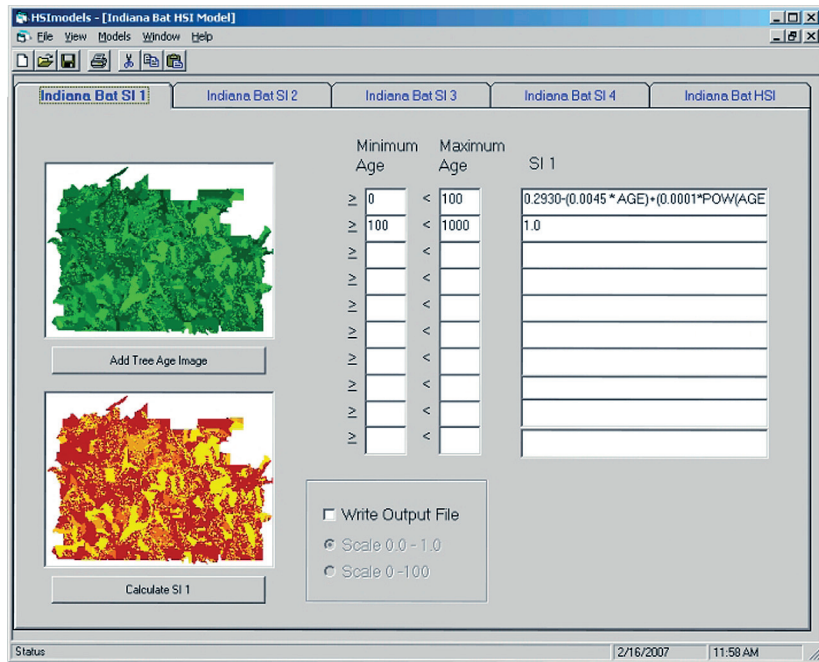 HSImodels - [Indiana Bat HSI Model]
File View Models Window Help
Indiana Bat SI 1 Indiana Bat SI 2 Indiana Bat SI 3 Indiana Bat SI 4 Indiana Bat HSI
Minimum Age Maximum Age SI 1
≥ 0 < 100 0.2930-(0.0045 * AGE)+(0.0001*POW(AGE
≥ 100 < 1000 1.0
≥ <
≥ <
≥ <
≥ <
≥ <
≥ <
≥ <
≥ <
Add Tree Age Image
Calculate SI 1
Write Output File
Scale 0.0 - 1.0
Scale 0 -100
Status 2/16/2007 11:58 AM